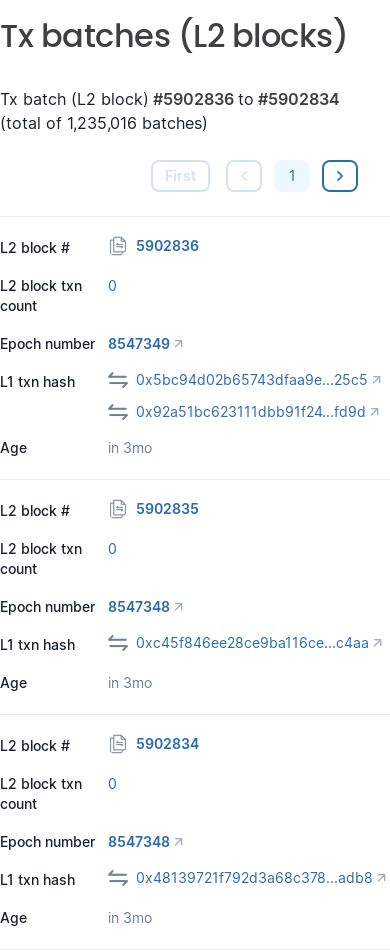 Tx batches (L2 blocks)
Tx batch (L2 block) #5902836 to #5902834
(total of 1,235,016 batches)
First
1
L2 block # 5902836
L2 block txn 0
count
Epoch number 8547349
L1 txn hash 0x5bc94d02b65743dfaa9e...25c5
0x92a51bc623111dbb91f24...fd9d
Age in 3mo
L2 block # 5902835
L2 block txn 0
count
Epoch number 8547348
L1 txn hash 0xc45f846ee28ce9ba116ce...c4aa
Age in 3mo
L2 block # 5902834
L2 block txn 0
count
Epoch number 8547348
L1 txn hash 0x48139721f792d3a68c378...adb8
Age in 3mo